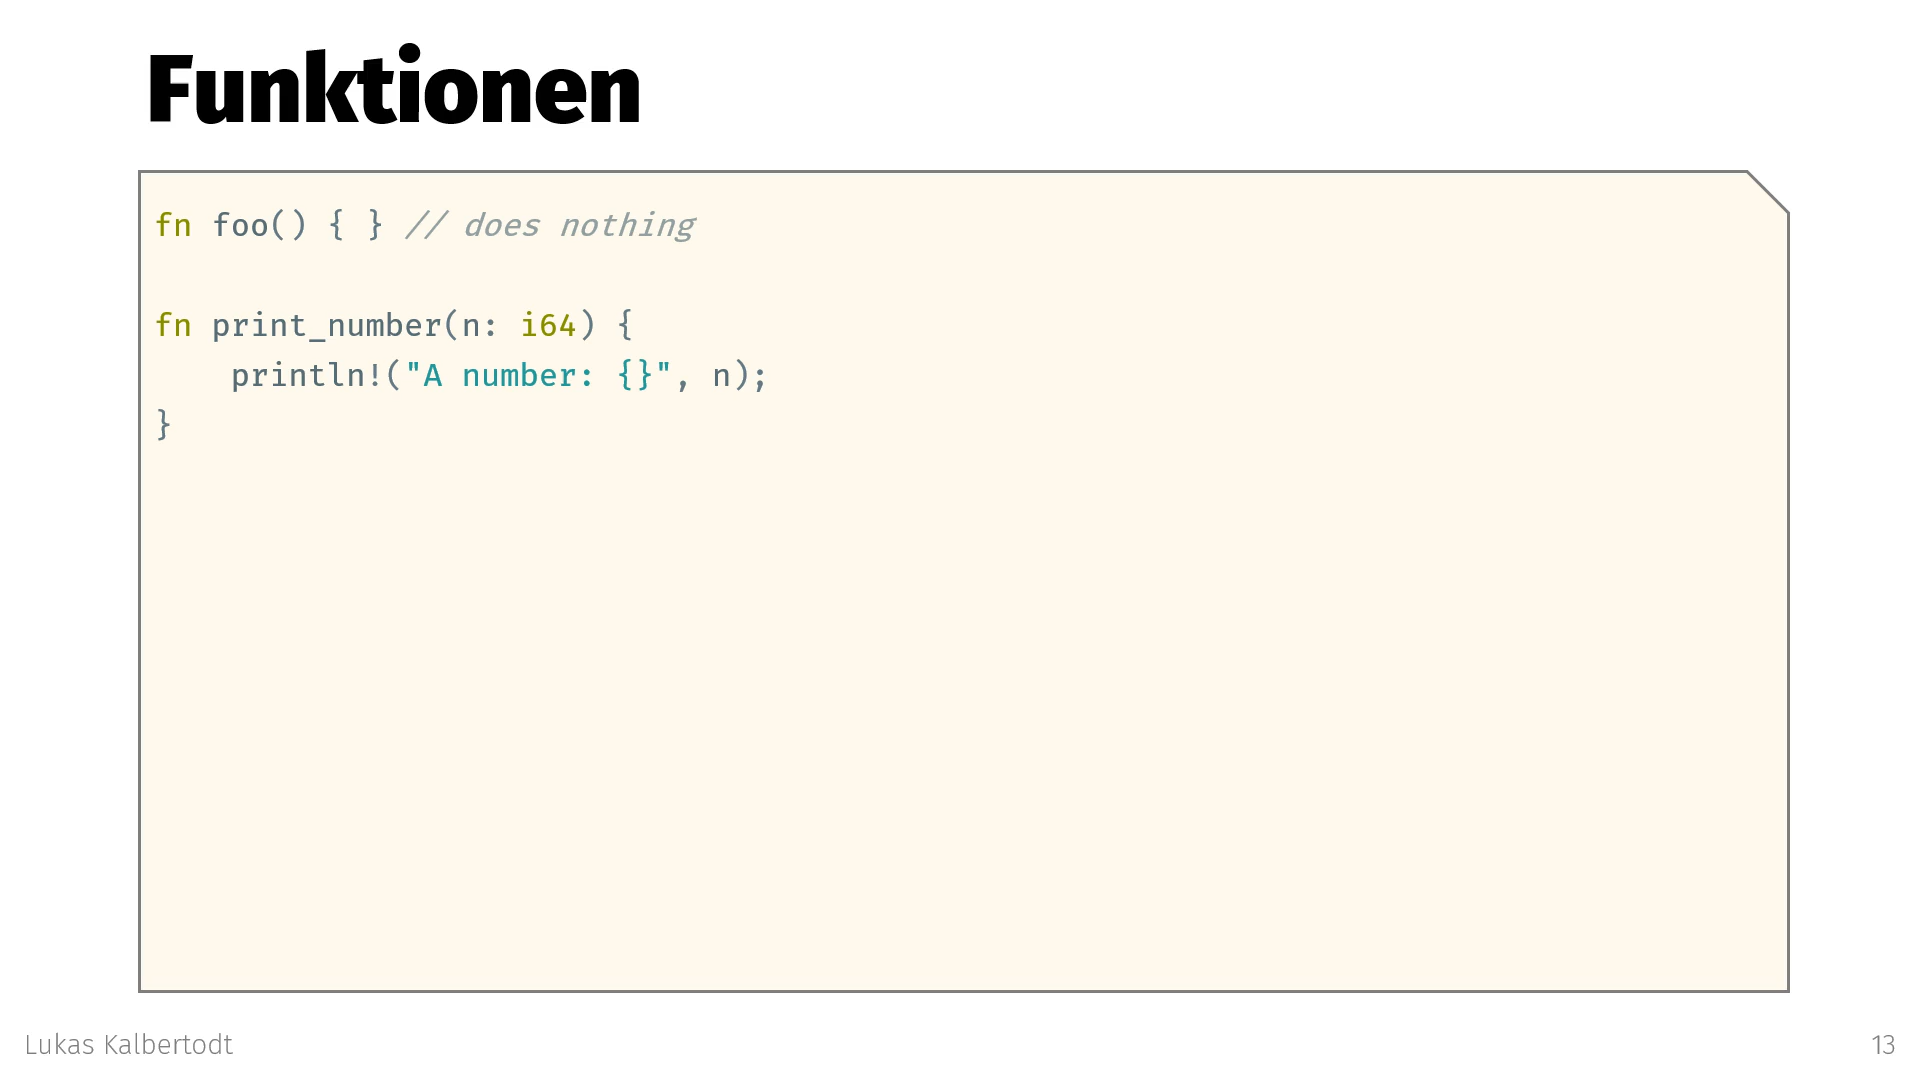 Funktionen
fn foo() { } // does nothing
fn print_number(n: i64) {
    println!("A number: {}", n);
}
Lukas Kalbertodt
13